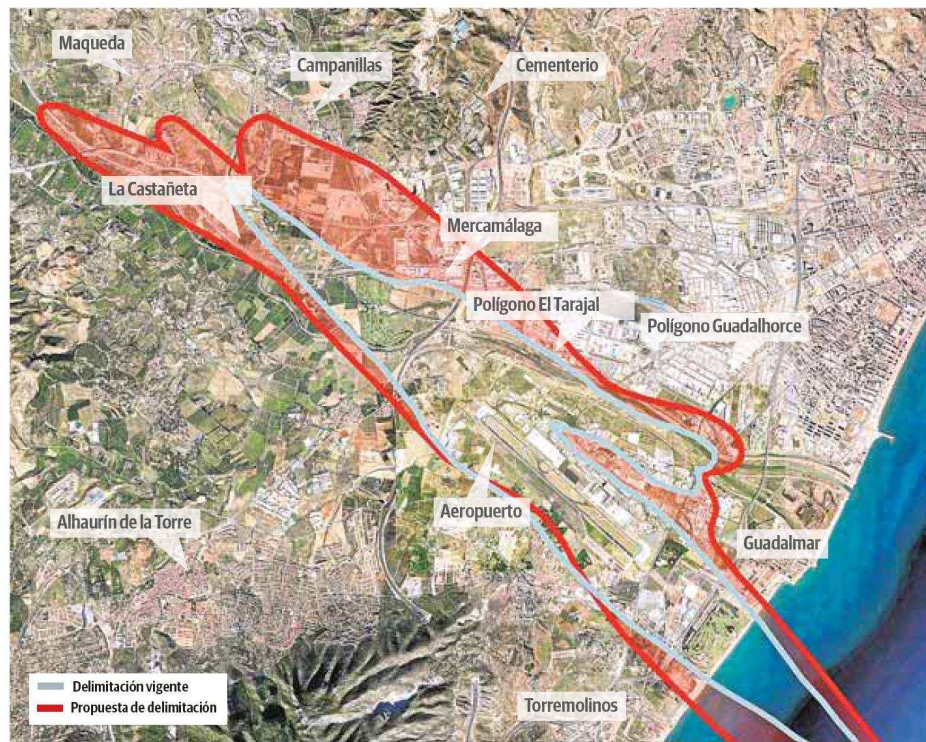 Maqueda
Campanillas
Cementerio
La Castañeta
Mercamálaga
Polígono El Tarajal
Polígono Guadalhorce
Aeropuerto
Alhaurín de la Torre
Guadalmar
Delimitación vigente
Propuesta de delimitación
Torremolinos